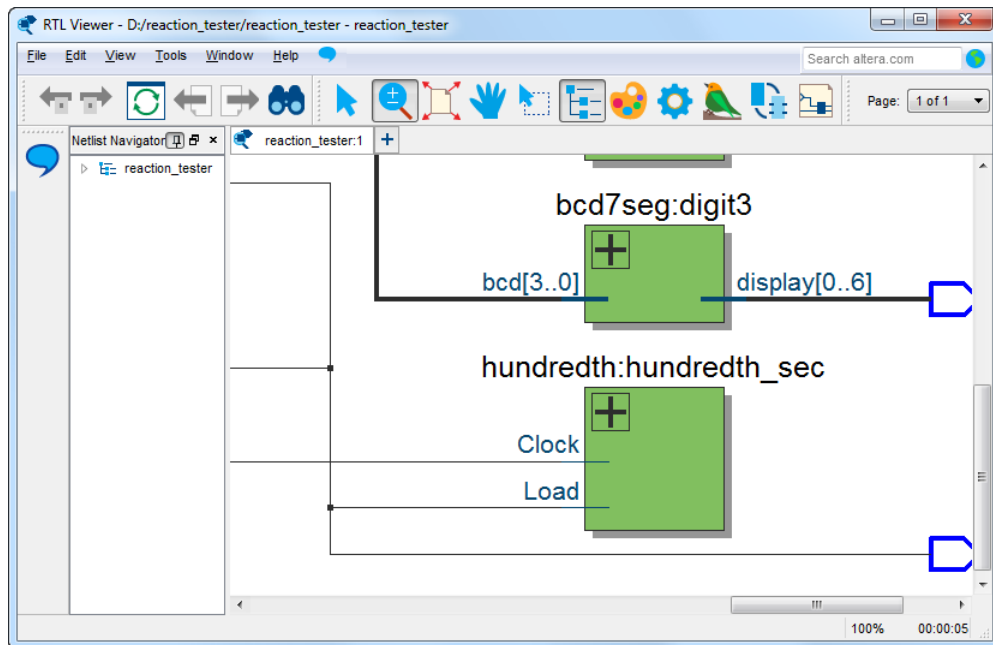 RTL Viewer - D:/reaction_tester/reaction_tester - reaction_tester
File Edit View Tools Window Help
Search altera.com
Page: 1 of 1
Netlist Navigator
reaction_tester:1
reaction_tester
bcd7seg:digit3
bcd[3..0]
display[0..6]
hundredth:hundredth_sec
Clock
Load
100% 00:00:05